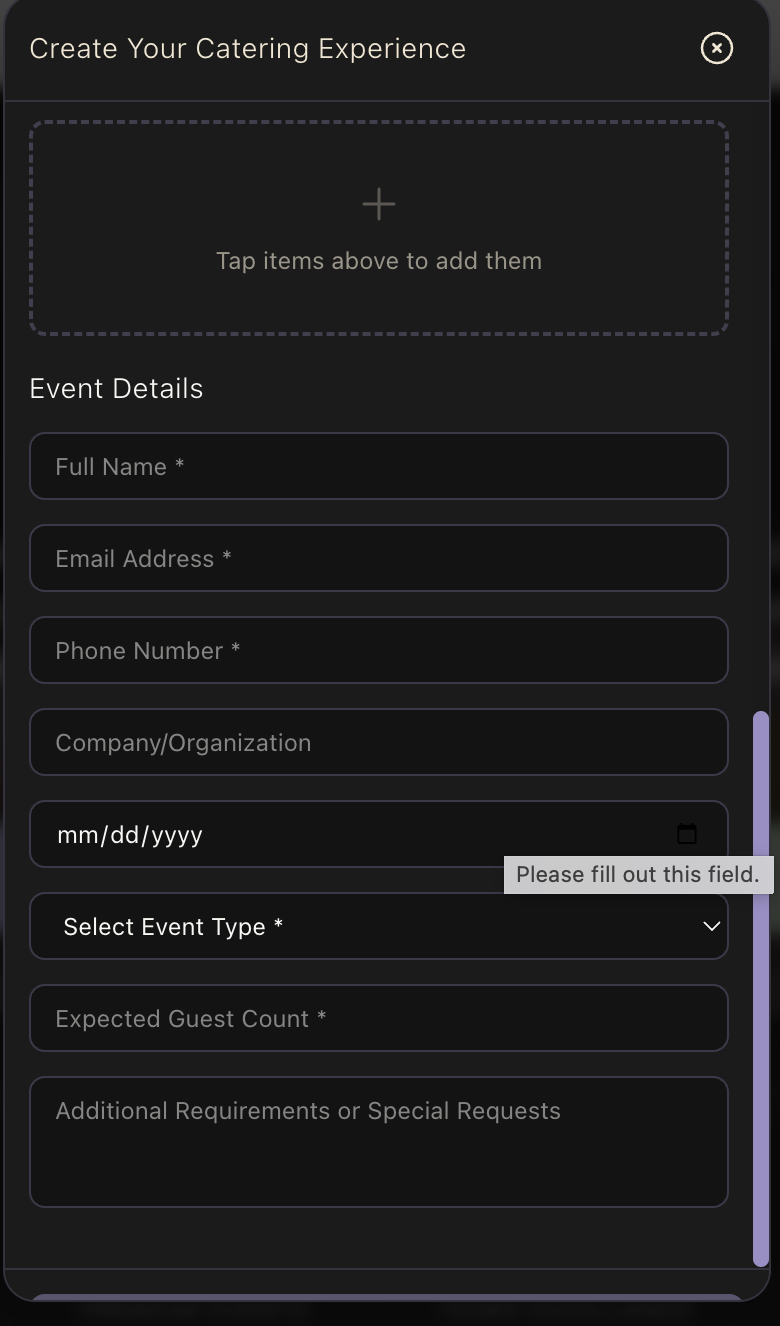 Create Your Catering Experience
Tap items above to add them
Event Details
Full Name *
Email Address *
Phone Number *
Company/Organization
mm/dd/yyyy
Please fill out this field.
Select Event Type *
Expected Guest Count *
Additional Requirements or Special Requests